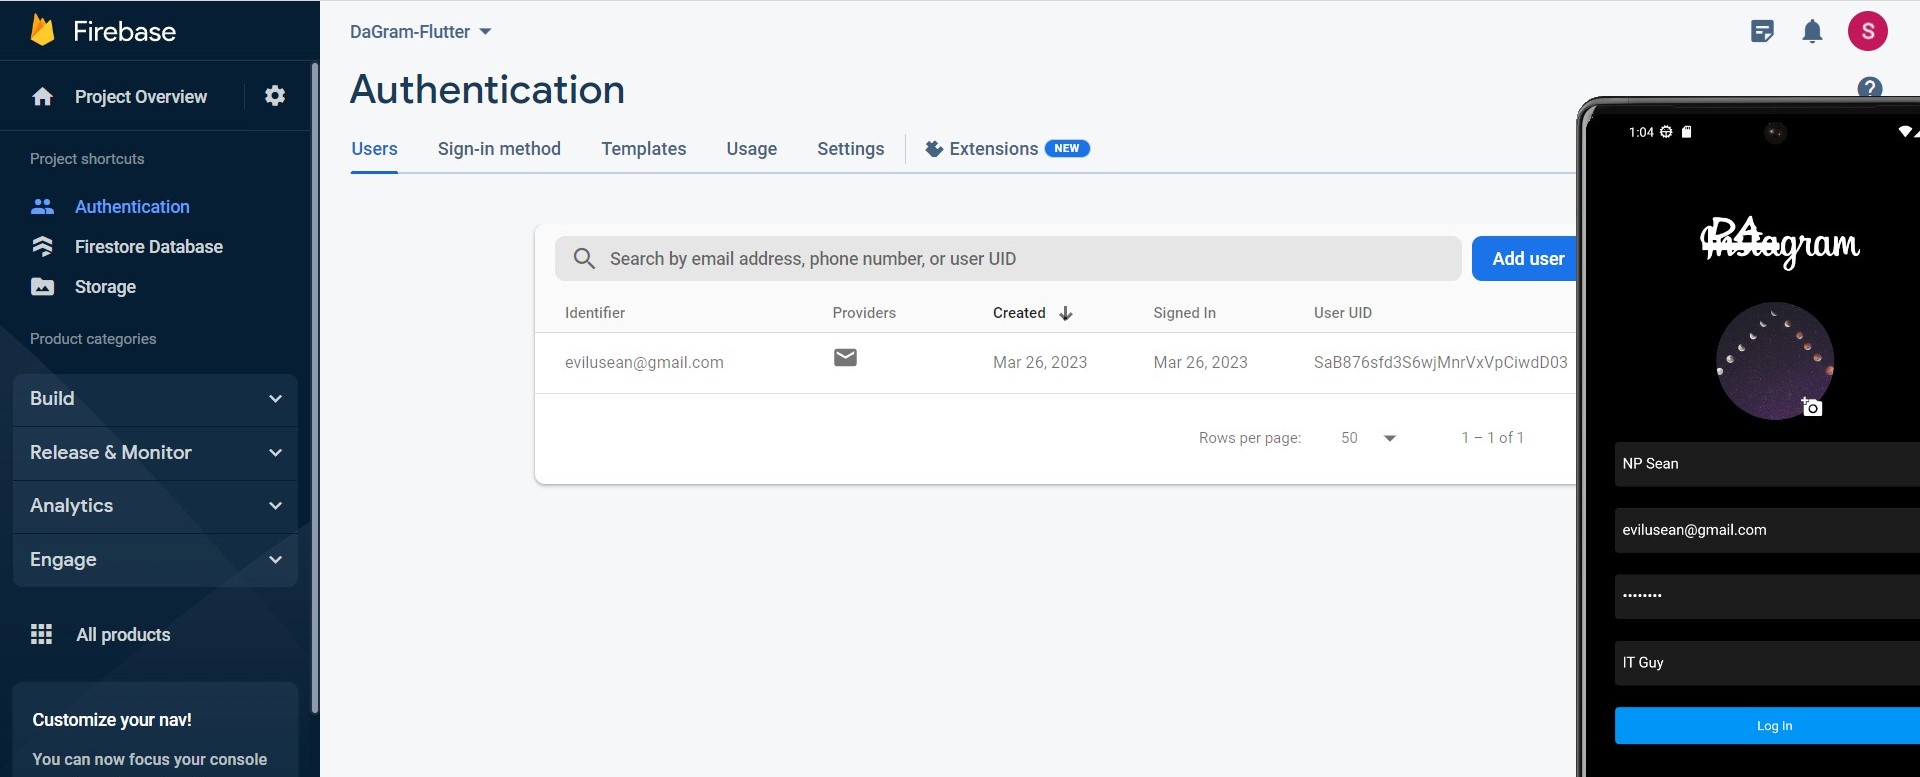 Firebase
Project Overview
Project shortcuts
Authentication
Firestore Database
Storage
Product categories
Build
Release & Monitor
Analytics
Engage
All products
Customize your nav!
You can now focus your console
DaGram-Flutter
S
?
Authentication
Users Sign-in method Templates Usage Settings Extensions NEW
Search by email address, phone number, or user UID Add user
Identifier Providers Created Signed In User UID
evilusean@gmail.com Mar 26, 2023 Mar 26, 2023 SaB876sfd3S6wjMnrVxVpCiwdD03
Rows per page: 50 1 – 1 of 1
1:04
DA
Instagram
NP Sean
evilusean@gmail.com
••••••••
IT Guy
Log In